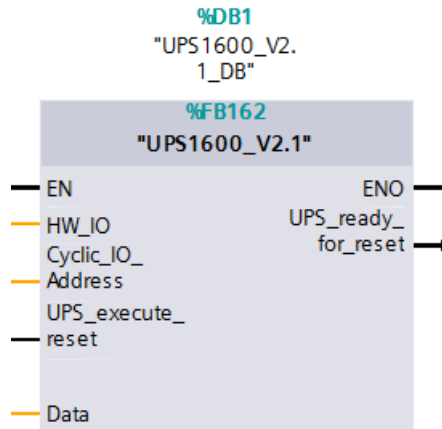 %DB1
"UPS1600_V2.
1_DB"
%FB162
"UPS1600_V2.1"
EN
ENO
HW_IO
UPS_ready_
for_reset
Cyclic_IO_
Address
UPS_execute_
reset
Data